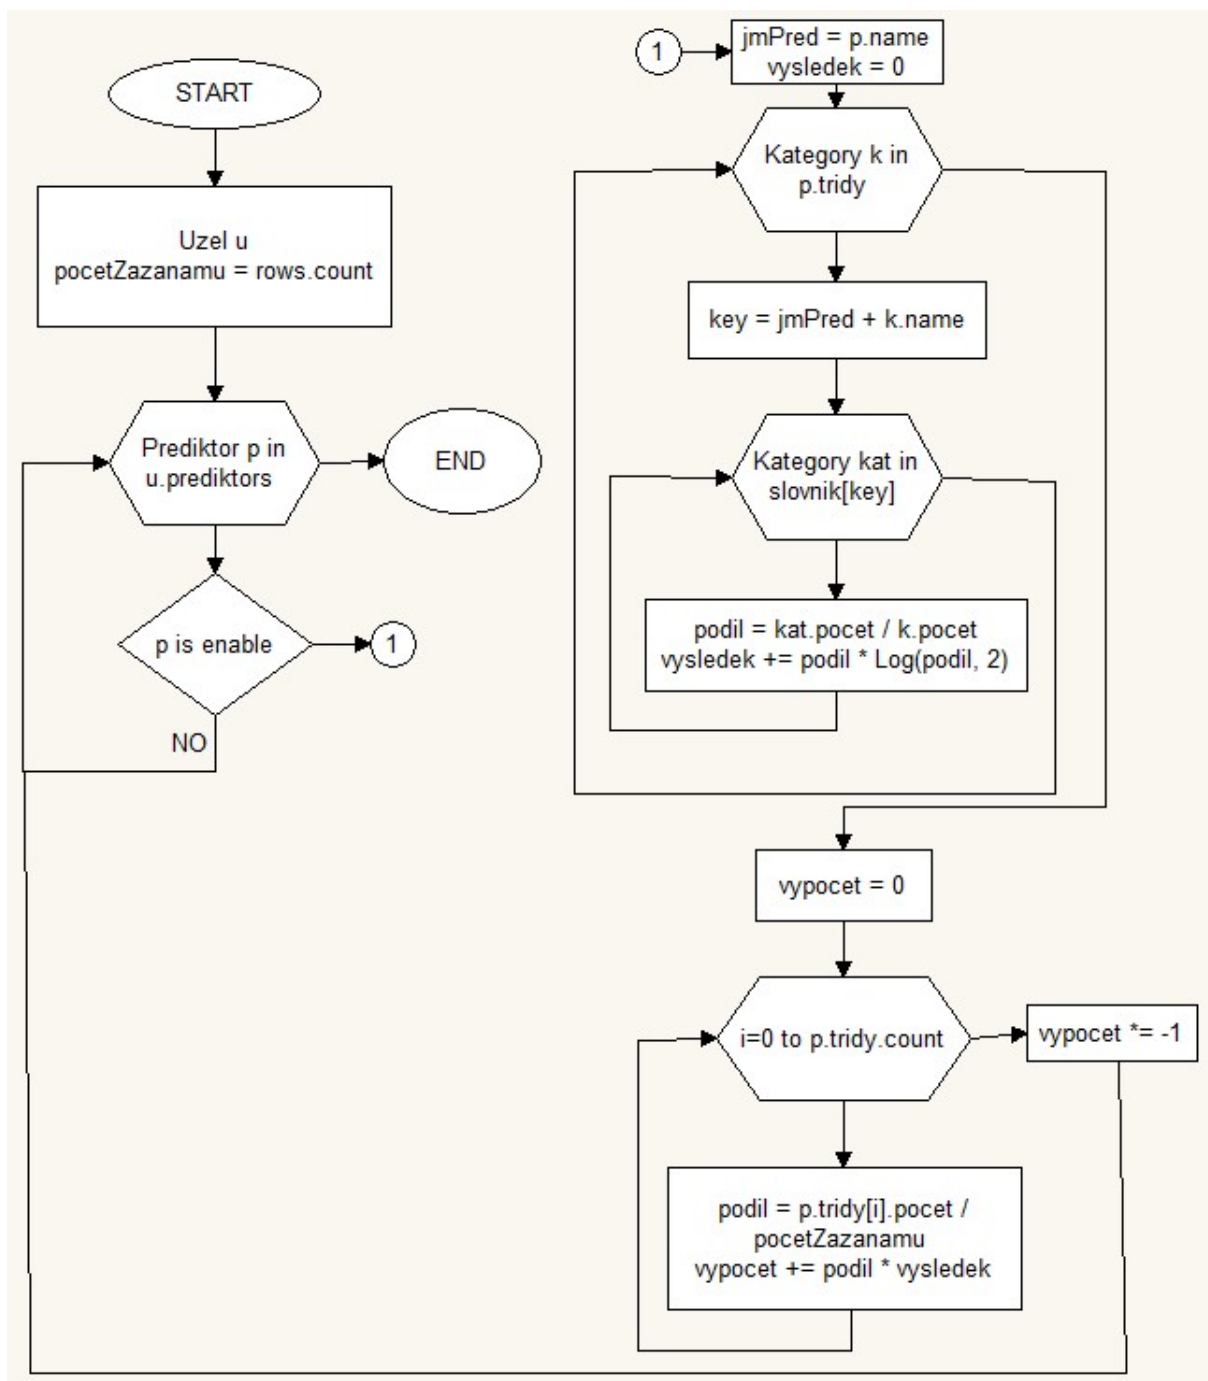 START
Uzel u
pocetZazanamu = rows.count
Prediktor p in
u.prediktors
END
p is enable
1
NO
1
jmPred = p.name
vysledek = 0
Kategory k in
p.tridy
key = jmPred + k.name
Kategory kat in
slovnik[key]
podil = kat.pocet / k.pocet
vysledek += podil * Log(podil, 2)
vypocet = 0
i=0 to p.tridy.count
vypocet *= -1
podil = p.tridy[i].pocet /
pocetZazanamu
vypocet += podil * vysledek